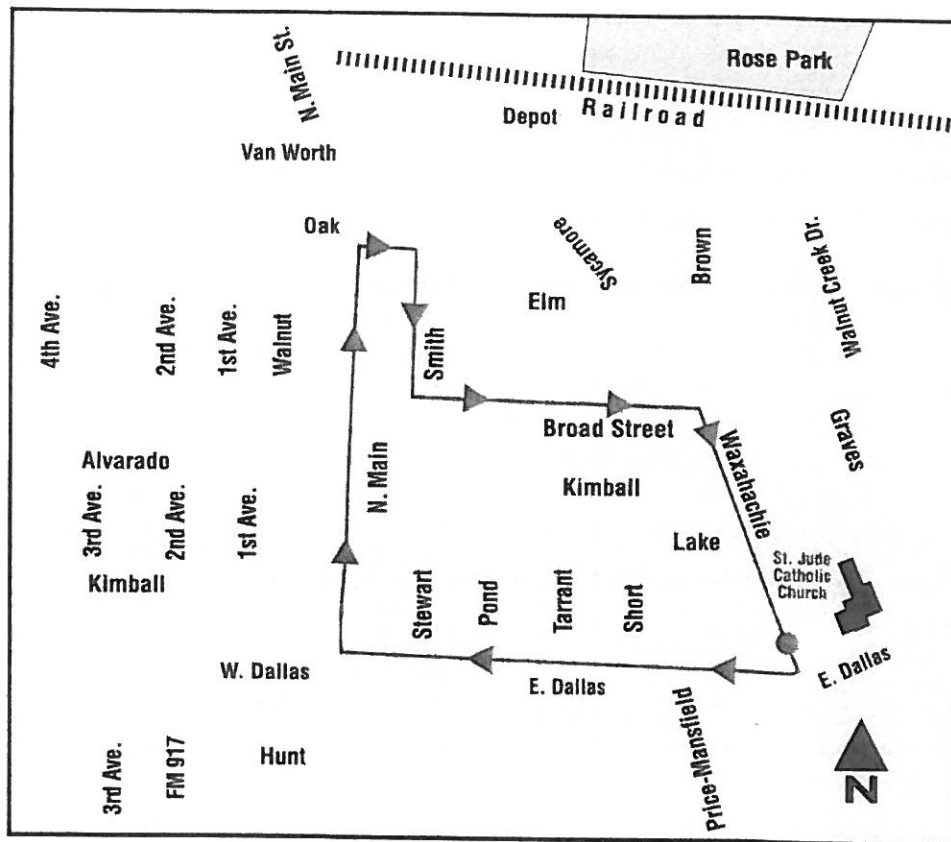 Rose Park
N. Main St.
Depot
Railroad
Van Worth
Oak
Sycamore
Brown
Walnut Creek Dr.
Elm
4th Ave.
2nd Ave.
1st Ave.
Walnut
Smith
Broad Street
Waxahachie
Graves
Alvarado
N. Main
Kimball
3rd Ave.
2nd Ave.
1st Ave.
Lake
St. Jude
Catholic
Church
Kimball
Stewart
Pond
Tarrant
Short
W. Dallas
E. Dallas
E. Dallas
Price-Mansfield
3rd Ave.
FM 917
Hunt
N